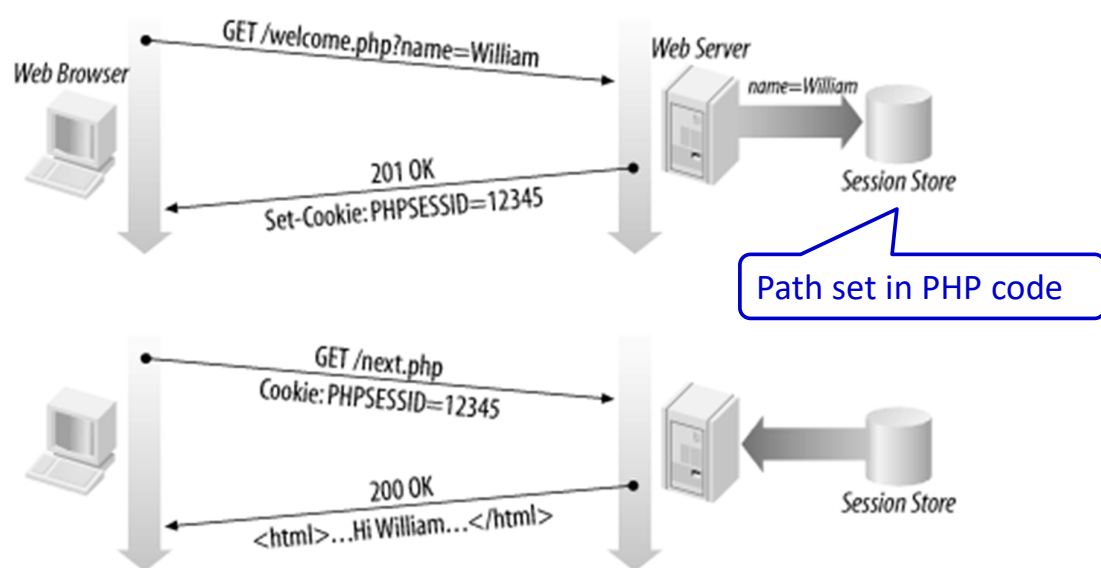 GET /welcome.php?name=William
Web Browser
Web Server
name=William
201 OK
Set-Cookie: PHPSESSID=12345
Session Store
Path set in PHP code
GET /next.php
Cookie: PHPSESSID=12345
200 OK
<html>...Hi William...</html>
Session Store